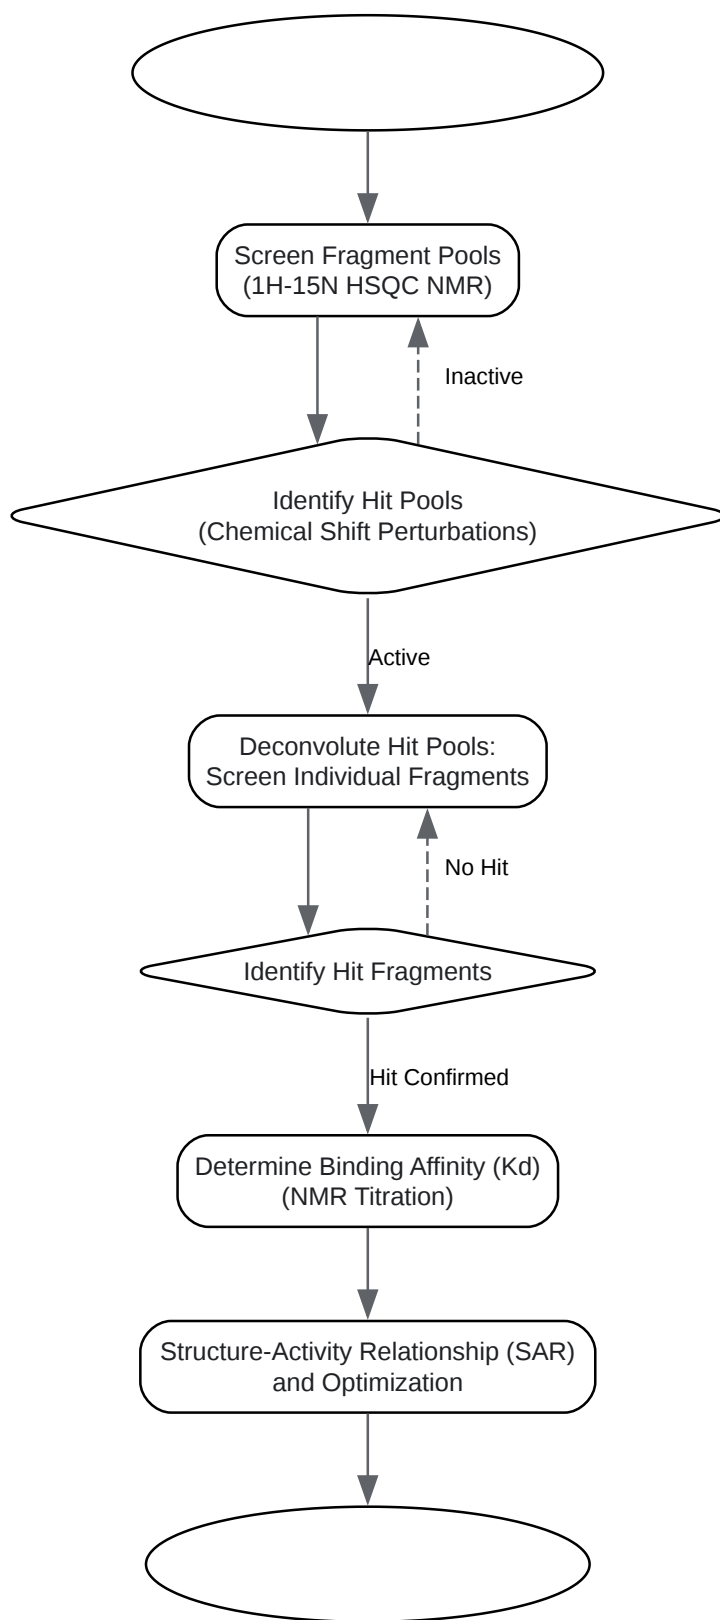 Screen Fragment Pools
(1H-15N HSQC NMR)
Inactive
Identify Hit Pools
(Chemical Shift Perturbations)
Active
Deconvolute Hit Pools:
Screen Individual Fragments
No Hit
Identify Hit Fragments
Hit Confirmed
Determine Binding Affinity (Kd)
(NMR Titration)
Structure-Activity Relationship (SAR)
and Optimization